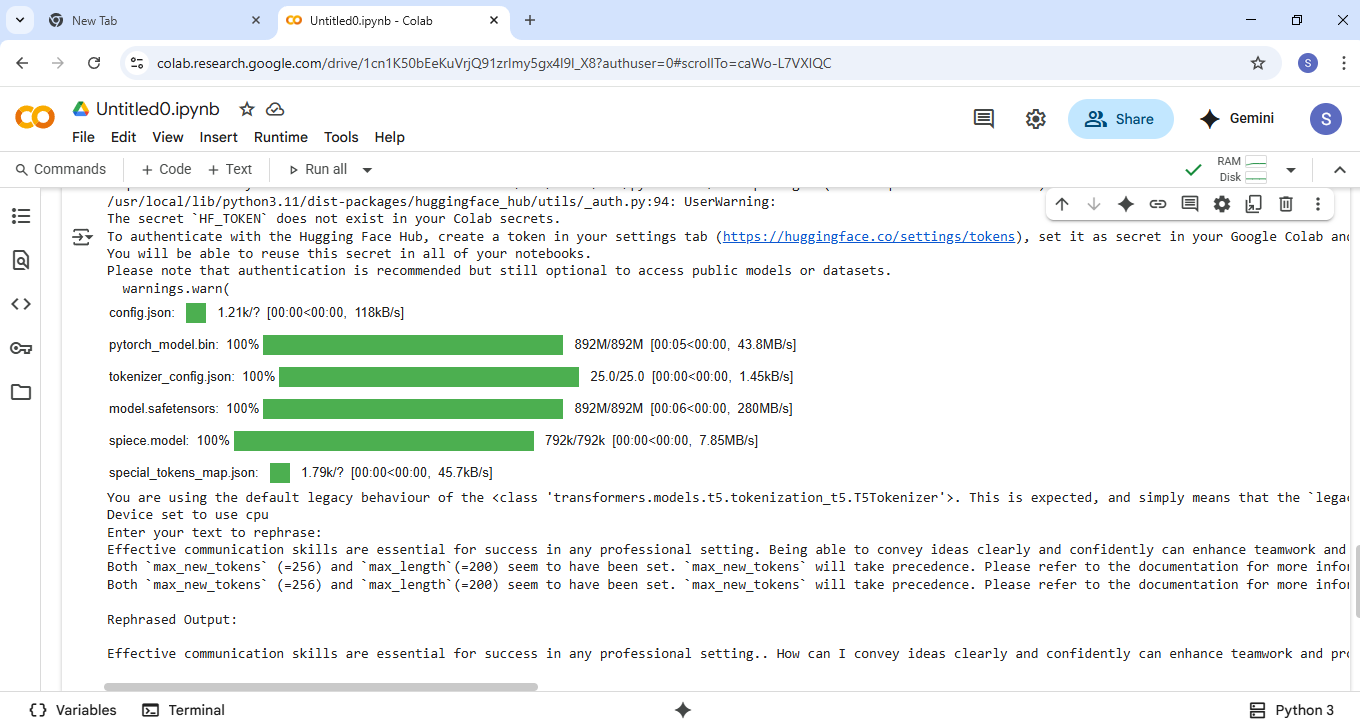 New Tab
Untitled0.ipynb - Colab
colab.research.google.com/drive/1cn1K50bEeKuVrjQ91zrlmy5gx4l9l_X8?authuser=0#scrollTo=caWo-L7VXIQC
S
Untitled0.ipynb
File Edit View Insert Runtime Tools Help
Share
Gemini
S
Commands + Code + Text Run all
RAM
Disk
/usr/local/lib/python3.11/dist-packages/huggingface_hub/utils/_auth.py:94: UserWarning:
The secret `HF_TOKEN` does not exist in your Colab secrets.
To authenticate with the Hugging Face Hub, create a token in your settings tab (https://huggingface.co/settings/tokens), set it as secret in your Google Colab and
You will be able to reuse this secret in all of your notebooks.
Please note that authentication is recommended but still optional to access public models or datasets.
warnings.warn(
config.json: 1.21k/? [00:00<00:00, 118kB/s]
pytorch_model.bin: 100% 892M/892M [00:05<00:00, 43.8MB/s]
tokenizer_config.json: 100% 25.0/25.0 [00:00<00:00, 1.45kB/s]
model.safetensors: 100% 892M/892M [00:06<00:00, 280MB/s]
spiece.model: 100% 792k/792k [00:00<00:00, 7.85MB/s]
special_tokens_map.json: 1.79k/? [00:00<00:00, 45.7kB/s]
You are using the default legacy behaviour of the <class 'transformers.models.t5.tokenization_t5.T5Tokenizer'>. This is expected, and simply means that the `legac
Device set to use cpu
Enter your text to rephrase:
Effective communication skills are essential for success in any professional setting. Being able to convey ideas clearly and confidently can enhance teamwork and
Both `max_new_tokens` (=256) and `max_length`(=200) seem to have been set. `max_new_tokens` will take precedence. Please refer to the documentation for more infor
Both `max_new_tokens` (=256) and `max_length`(=200) seem to have been set. `max_new_tokens` will take precedence. Please refer to the documentation for more infor
Rephrased Output:
Effective communication skills are essential for success in any professional setting.. How can I convey ideas clearly and confidently can enhance teamwork and pro
Variables Terminal
Python 3